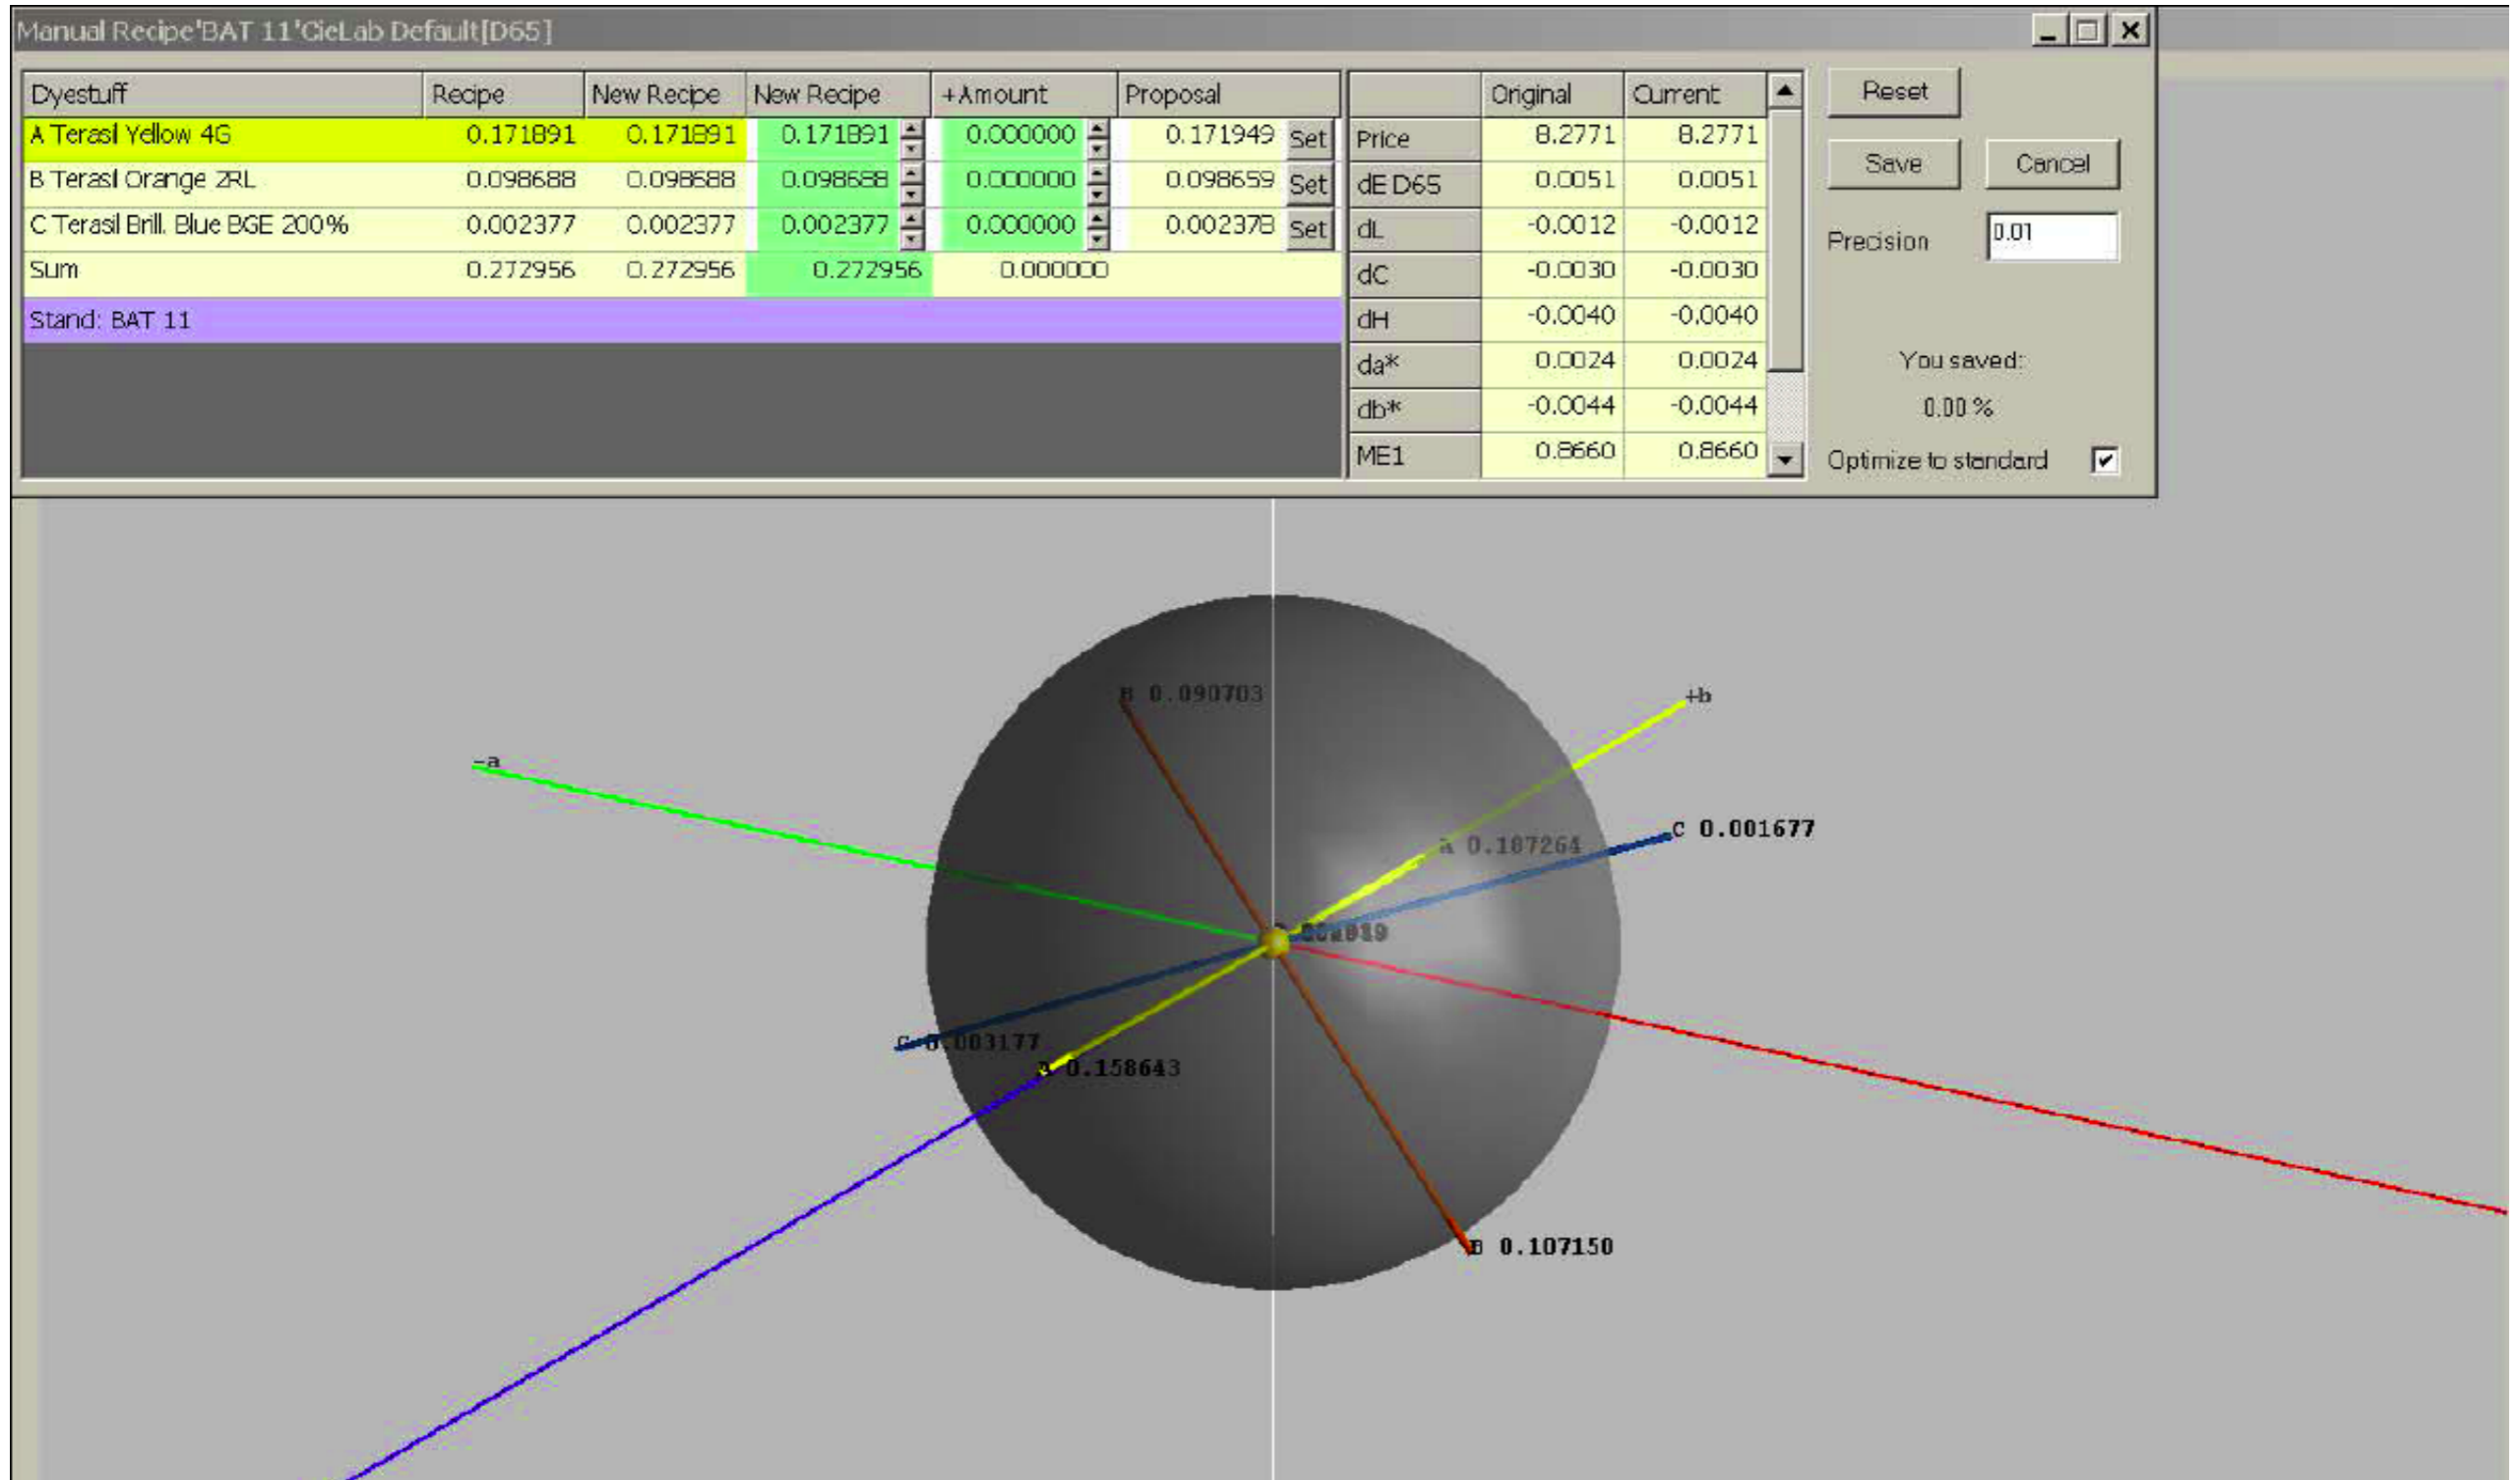 Manual Recipe'BAT 11'CieLab Default[D65]
Dyestuff Recipe New Recipe New Recipe +Amount Proposal
A Terasil Yellow 4G 0.171891 0.171891 0.171891 0.000000 0.171949 Set
B Terasil Orange 2RL 0.098688 0.098688 0.098688 0.000000 0.098659 Set
C Terasil Brill. Blue BGE 200% 0.002377 0.002377 0.002377 0.000000 0.002378 Set
Sum 0.272956 0.272956 0.272956 0.000000
Stand: BAT 11
Original Current
Price 8.2771 8.2771
dE D65 0.0051 0.0051
dL -0.0012 -0.0012
dC -0.0030 -0.0030
dH -0.0040 -0.0040
da* 0.0024 0.0024
db* -0.0044 -0.0044
ME1 0.8660 0.8660
Reset
Save Cancel
Precision 0.01
You saved:
0.00 %
Optimize to standard
B 0.090703
+b
-a
C 0.001677
A 0.187264
C 0.003177
A 0.158643
B 0.107150